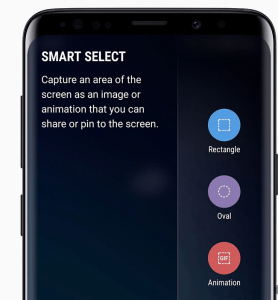 SMART SELECT
Capture an area of the
screen as an image or
animation that you can
share or pin to the screen.
Rectangle
Oval
GIF
Animation